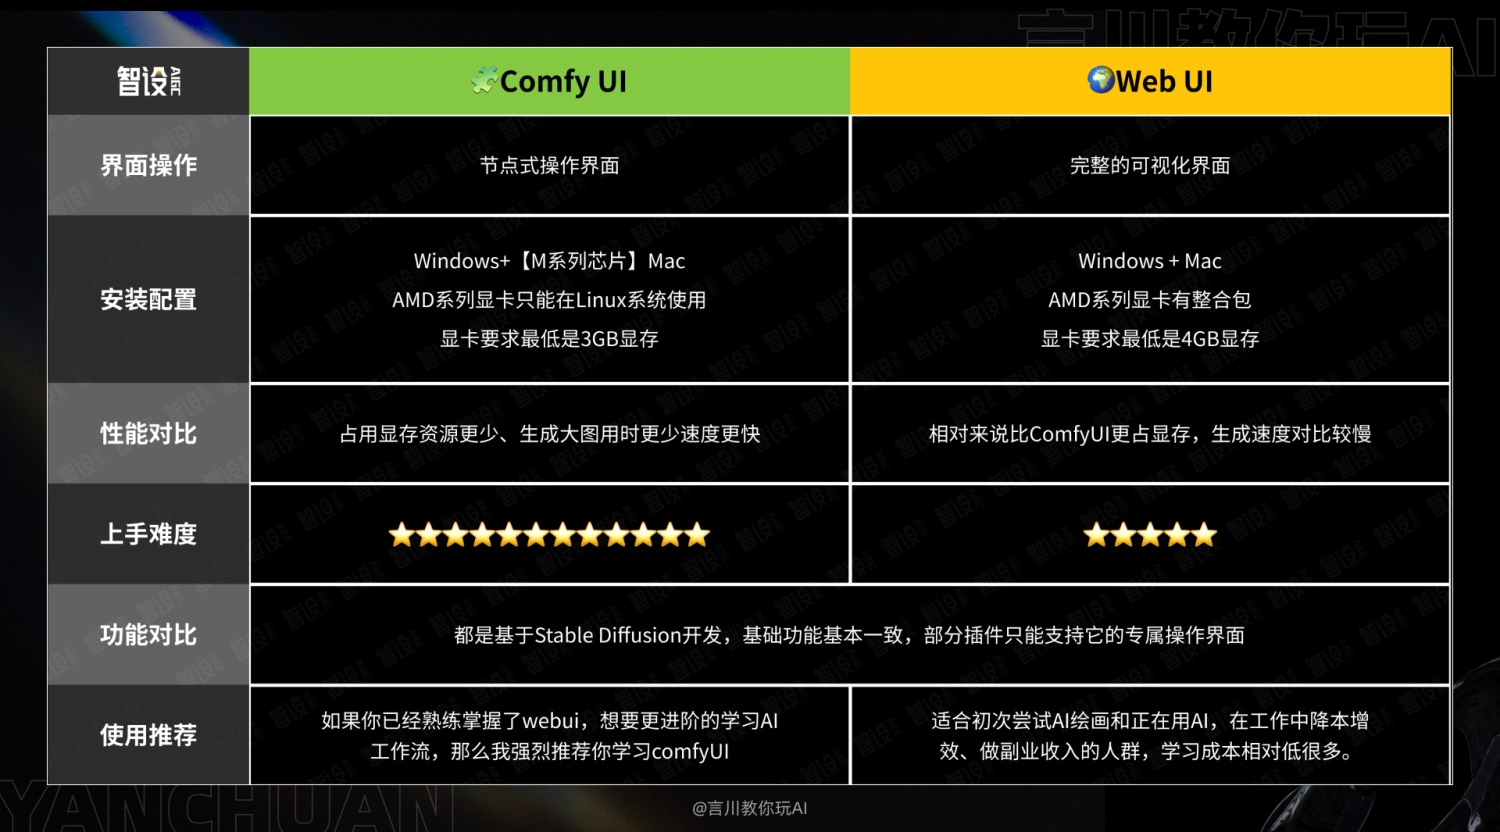 言川教你玩AI
智设AIGC
Comfy UI
Web UI
界面操作
节点式操作界面
完整的可视化界面
安装配置
Windows+【M系列芯片】Mac
AMD系列显卡只能在Linux系统使用
显卡要求最低是3GB显存
Windows + Mac
AMD系列显卡有整合包
显卡要求最低是4GB显存
性能对比
占用显存资源更少、生成大图用时更少速度更快
相对来说比ComfyUI更占显存，生成速度对比较慢
上手难度
功能对比
都是基于Stable Diffusion开发，基础功能基本一致，部分插件只能支持它的专属操作界面
使用推荐
如果你已经熟练掌握了webui，想要更进阶的学习AI
工作流，那么我强烈推荐你学习comfyUI
适合初次尝试AI绘画和正在用AI，在工作中降本增
效、做副业收入的人群，学习成本相对低很多。
YANCHUAN
@言川教你玩AI